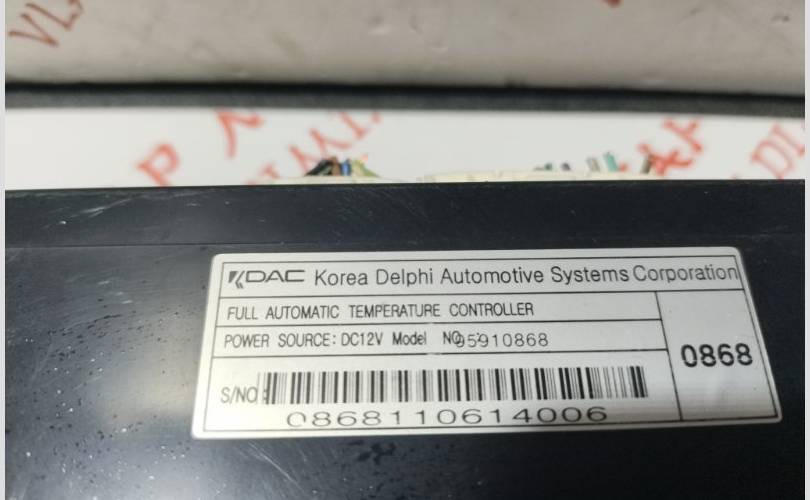 KDAC Korea Delphi Automotive Systems Corporation
FULL AUTOMATIC TEMPERATURE CONTROLLER
POWER SOURCE: DC12V Model NO. 95910868
0868
S/NO :
0868110614006